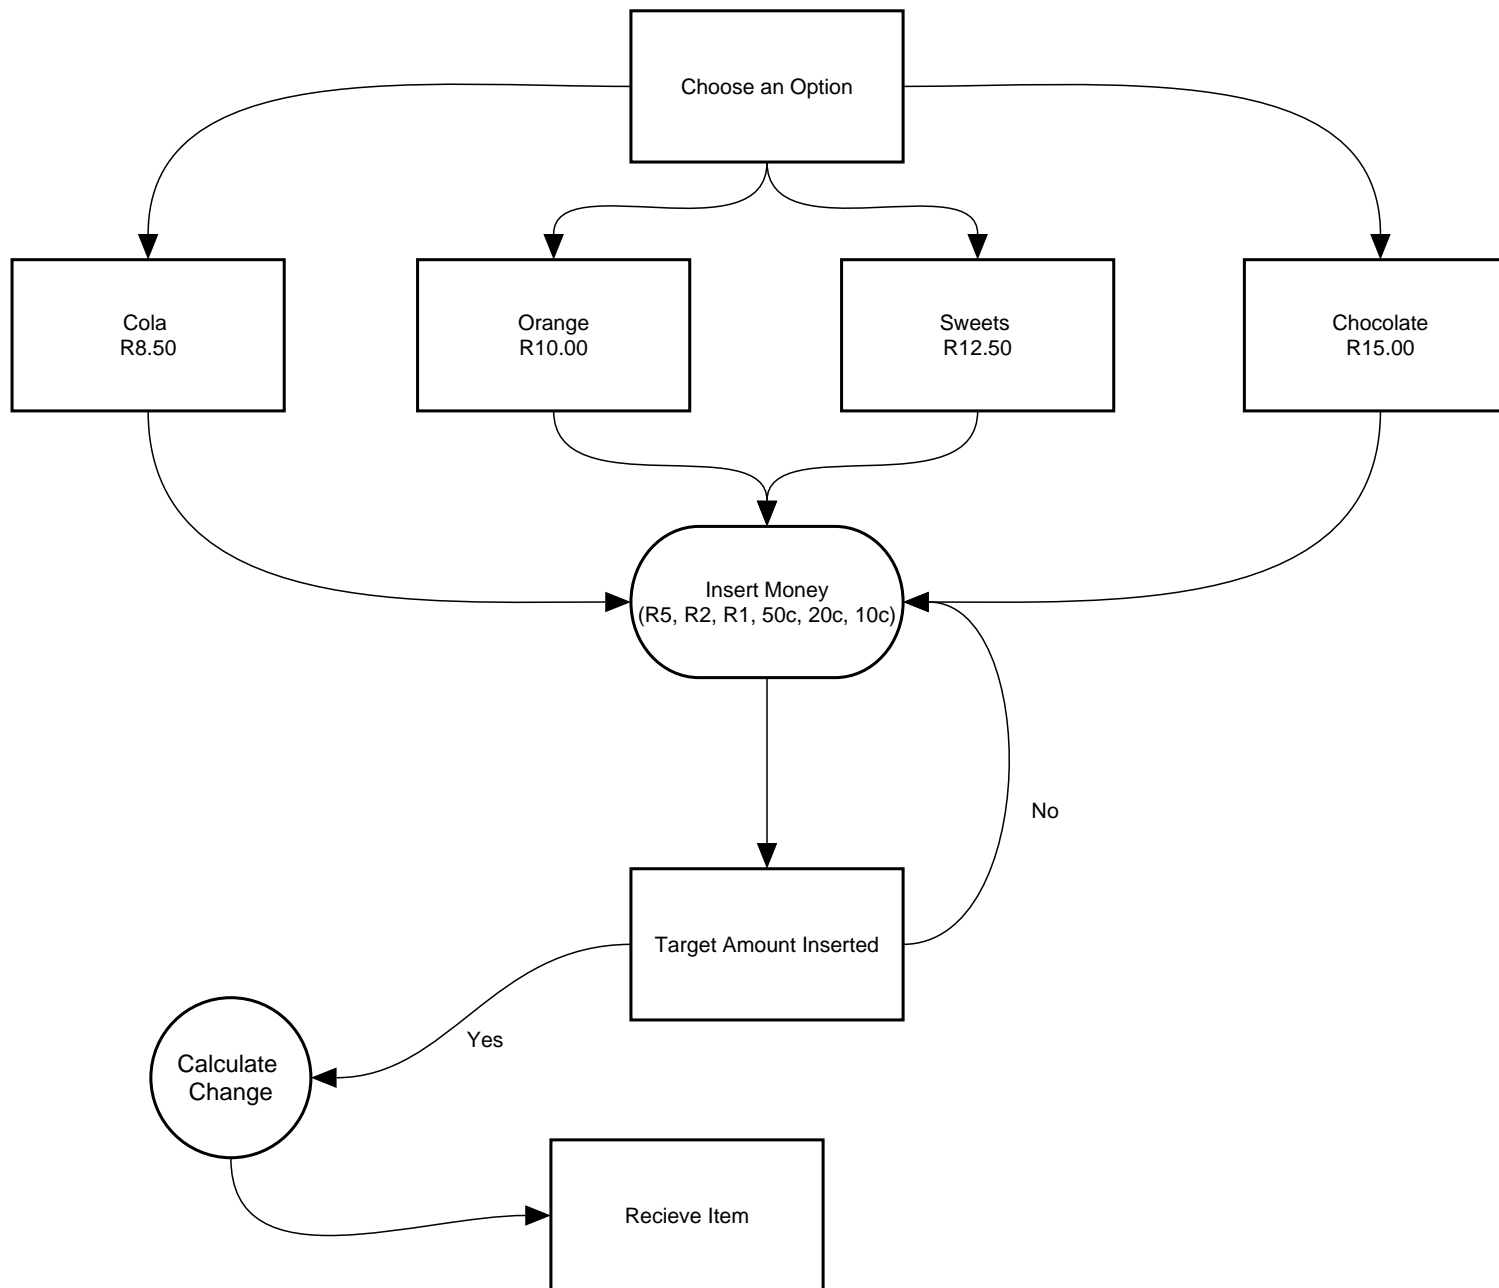 Choose an Option
Cola
R8.50
Orange
R10.00
Sweets
R12.50
Chocolate
R15.00
Insert Money
(R5, R2, R1, 50c, 20c, 10c)
No
Target Amount Inserted
Yes
Calculate
Change
Recieve Item